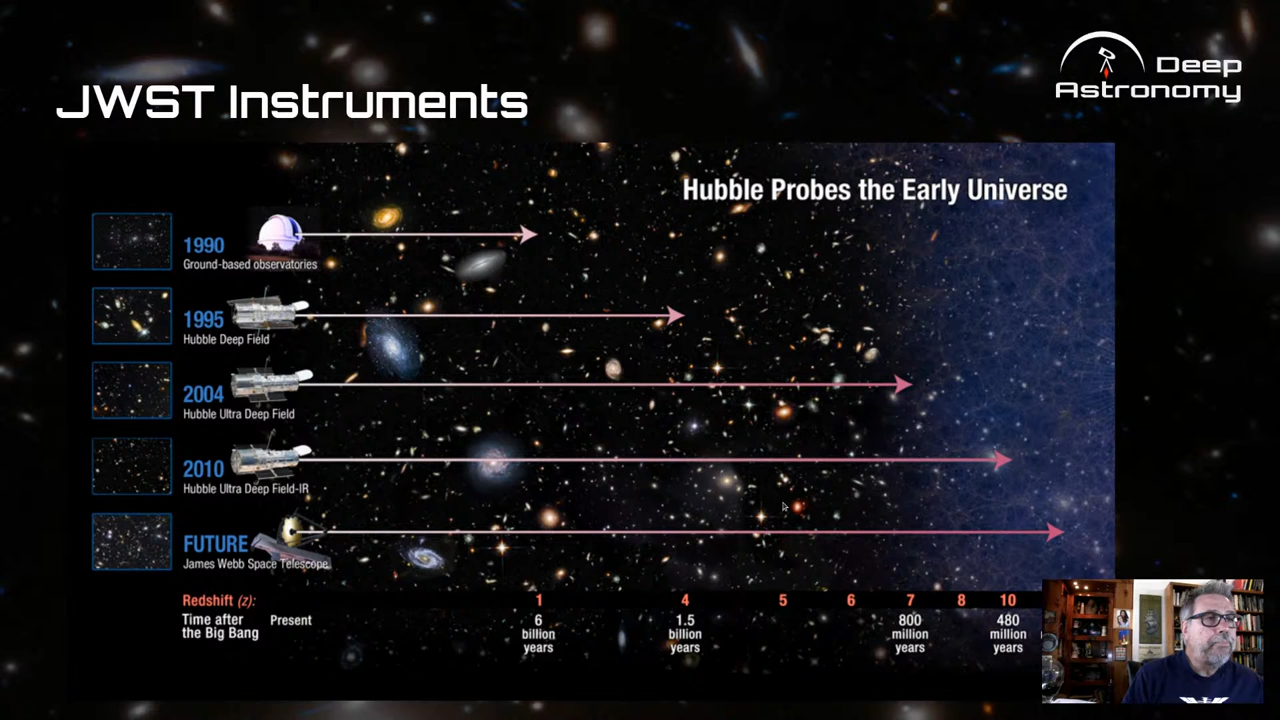 Deep
Astronomy
JWST Instruments
Hubble Probes the Early Universe
1990
Ground-based observatories
1995
Hubble Deep Field
2004
Hubble Ultra Deep Field
2010
Hubble Ultra Deep Field-IR
FUTURE
James Webb Space Telescope
Redshift (z): 1 4 5 6 7 8 10
Time after Present 6 1.5 800 480
the Big Bang billion billion million million
years years years years